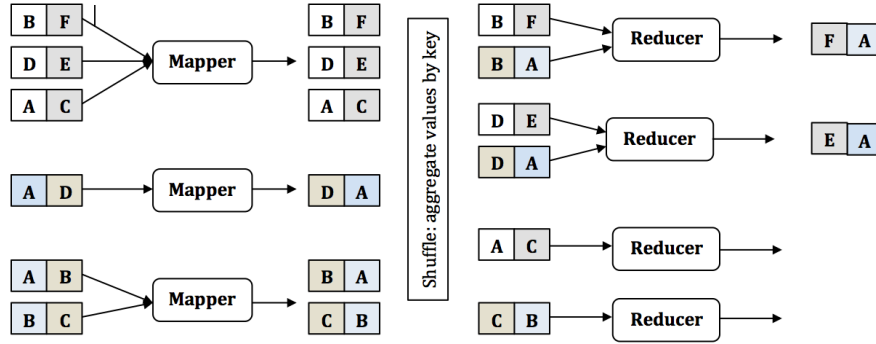 B F
D E
A C
Mapper
B F
D E
A C
A D
Mapper
D A
A B
B C
Mapper
B A
C B
Shuffle: aggregate values by key
B F
B A
Reducer
F A
D E
D A
Reducer
E A
A C
Reducer
C B
Reducer